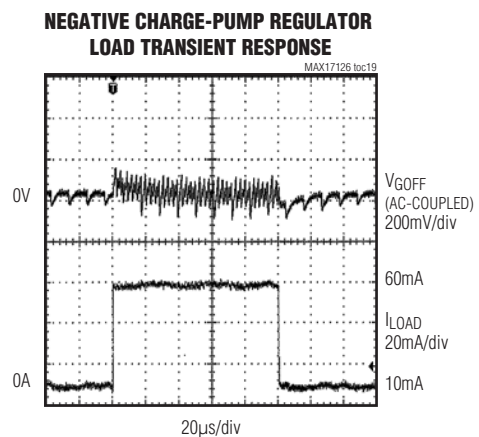 NEGATIVE CHARGE-PUMP REGULATOR
LOAD TRANSIENT RESPONSE
MAX17126 toc19
T
0V
VGOFF
(AC-COUPLED)
200mV/div
60mA
ILOAD
20mA/div
0A
10mA
20µs/div